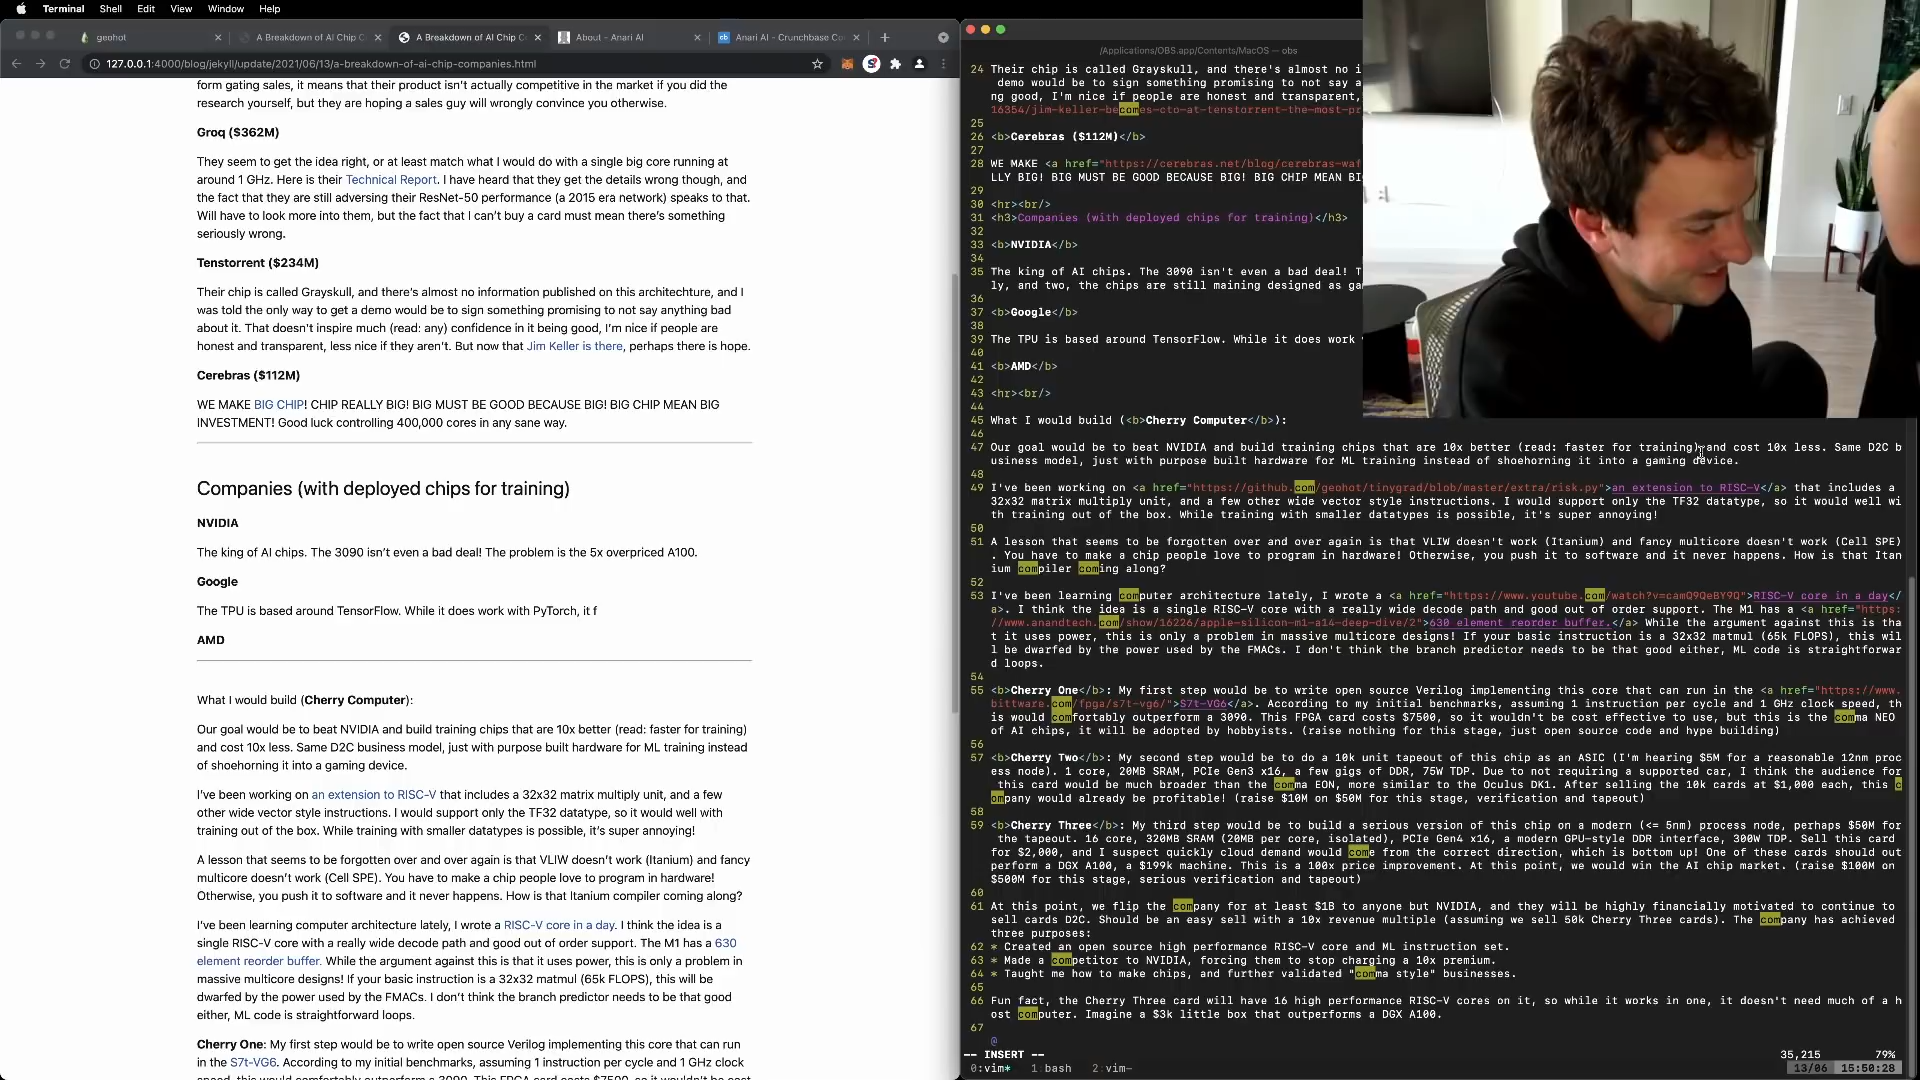 Terminal Shell Edit View Window Help
geohot
A Breakdown of AI Chip C
A Breakdown of AI Chip C
About – Anari AI
Anari AI - Crunchbase Co
127.0.0.1:4000/blog/jekyll/update/2021/06/13/a-breakdown-of-ai-chip-companies.html
form gating sales, it means that their product isn't actually competitive in the market if you did the
research yourself, but they are hoping a sales guy will wrongly convince you otherwise.
Groq ($362M)
They seem to get the idea right, or at least match what I would do with a single big core running at
around 1 GHz. Here is their Technical Report. I have heard that they get the details wrong though, and
the fact that they are still adversing their ResNet-50 performance (a 2015 era network) speaks to that.
Will have to look more into them, but the fact that I can't buy a card must mean there's something
seriously wrong.
Tenstorrent ($234M)
Their chip is called Grayskull, and there's almost no information published on this architechture, and I
was told the only way to get a demo would be to sign something promising to not say anything bad
about it. That doesn't inspire much (read: any) confidence in it being good, I'm nice if people are
honest and transparent, less nice if they aren't. But now that Jim Keller is there, perhaps there is hope.
Cerebras ($112M)
WE MAKE BIG CHIP! CHIP REALLY BIG! BIG MUST BE GOOD BECAUSE BIG! BIG CHIP MEAN BIG
INVESTMENT! Good luck controlling 400,000 cores in any sane way.
Companies (with deployed chips for training)
NVIDIA
The king of AI chips. The 3090 isn't even a bad deal! The problem is the 5x overpriced A100.
Google
The TPU is based around TensorFlow. While it does work with PyTorch, it f
AMD
What I would build (Cherry Computer):
Our goal would be to beat NVIDIA and build training chips that are 10x better (read: faster for training)
and cost 10x less. Same D2C business model, just with purpose built hardware for ML training instead
of shoehorning it into a gaming device.
I've been working on an extension to RISC-V that includes a 32x32 matrix multiply unit, and a few
other wide vector style instructions. I would support only the TF32 datatype, so it would well with
training out of the box. While training with smaller datatypes is possible, it's super annoying!
A lesson that seems to be forgotten over and over again is that VLIW doesn't work (Itanium) and fancy
multicore doesn't work (Cell SPE). You have to make a chip people love to program in hardware!
Otherwise, you push it to software and it never happens. How is that Itanium compiler coming along?
I've been learning computer architecture lately, I wrote a RISC-V core in a day. I think the idea is a
single RISC-V core with a really wide decode path and good out of order support. The M1 has a 630
element reorder buffer. While the argument against this is that it uses power, this is only a problem in
massive multicore designs! If your basic instruction is a 32x32 matmul (65k FLOPS), this will be
dwarfed by the power used by the FMACs. I don't think the branch predictor needs to be that good
either, ML code is straightforward loops.
Cherry One: My first step would be to write open source Verilog implementing this core that can run
in the S7t-VG6. According to my initial benchmarks, assuming 1 instruction per cycle and 1 GHz clock
speed, this would comfortably outperform a 3090. This FPGA card costs $7500, so it wouldn't be cost
/Applications/OBS.app/Contents/MacOS — obs
24 Their chip is called Grayskull, and there's almost no i
demo would be to sign something promising to not say a
ng good, I'm nice if people are honest and transparent,
16354/jim-keller-becomes-cto-at-tenstorrent-the-most-pr
25
26 <b>Cerebras ($112M)</b>
27
28 WE MAKE <a href="https://cerebras.net/blog/cerebras-waf
LLY BIG! BIG MUST BE GOOD BECAUSE BIG! BIG CHIP MEAN BI
29
30 <hr><br/>
31 <h3>Companies (with deployed chips for training)</h3>
32
33 <b>NVIDIA</b>
34
35 The king of AI chips. The 3090 isn't even a bad deal! T
ly, and two, the chips are still maining designed as ga
36
37 <b>Google</b>
38
39 The TPU is based around TensorFlow. While it does work
40
41 <b>AMD</b>
42
43 <hr><br/>
44
45 What I would build (<b>Cherry Computer</b>):
46
47 Our goal would be to beat NVIDIA and build training chips that are 10x better (read: faster for training) and cost 10x less. Same D2C b
usiness model, just with purpose built hardware for ML training instead of shoehorning it into a gaming device.
48
49 I've been working on <a href="https://github.com/geohot/tinygrad/blob/master/extra/risk.py">an extension to RISC-V</a> that includes a
32x32 matrix multiply unit, and a few other wide vector style instructions. I would support only the TF32 datatype, so it would well wi
th training out of the box. While training with smaller datatypes is possible, it's super annoying!
50
51 A lesson that seems to be forgotten over and over again is that VLIW doesn't work (Itanium) and fancy multicore doesn't work (Cell SPE)
. You have to make a chip people love to program in hardware! Otherwise, you push it to software and it never happens. How is that Itan
ium compiler coming along?
52
53 I've been learning computer architecture lately, I wrote a <a href="https://www.youtube.com/watch?v=camQ9QeBY9Q">RISC-V core in a day</
a>. I think the idea is a single RISC-V core with a really wide decode path and good out of order support. The M1 has a <a href="https:
//www.anandtech.com/show/16226/apple-silicon-m1-a14-deep-dive/2">630 element reorder buffer.</a> While the argument against this is tha
t it uses power, this is only a problem in massive multicore designs! If your basic instruction is a 32x32 matmul (65k FLOPS), this wil
l be dwarfed by the power used by the FMACs. I don't think the branch predictor needs to be that good either, ML code is straightforwar
d loops.
54
55 <b>Cherry One</b>: My first step would be to write open source Verilog implementing this core that can run in the <a href="https://www.
bittware.com/fpga/s7t-vg6/">S7t-VG6</a>. According to my initial benchmarks, assuming 1 instruction per cycle and 1 GHz clock speed, th
is would comfortably outperform a 3090. This FPGA card costs $7500, so it wouldn't be cost effective to use, but this is the comma NEO
of AI chips, it will be adopted by hobbyists. (raise nothing for this stage, just open source code and hype building)
56
57 <b>Cherry Two</b>: My second step would be to do a 10k unit tapeout of this chip as an ASIC (I'm hearing $5M for a reasonable 12nm proc
ess node). 1 core, 20MB SRAM, PCIe Gen3 x16, a few gigs of DDR, 75W TDP. Due to not requiring a supported car, I think the audience for
this card would be much broader than the comma EON, more similar to the Oculus DK1. After selling the 10k cards at $1,000 each, this c
ompany would already be profitable! (raise $10M on $50M for this stage, verification and tapeout)
58
59 <b>Cherry Three</b>: My third step would be to build a serious version of this chip on a modern (<= 5nm) process node, perhaps $50M for
the tapeout. 16 core, 320MB SRAM (20MB per core, isolated), PCIe Gen4 x16, a modern GPU-style DDR interface, 300W TDP. Sell this card
for $2,000, and I suspect quickly cloud demand would come from the correct direction, which is bottom up! One of these cards should out
perform a DGX A100, a $199k machine. This is a 100x price improvement. At this point, we would win the AI chip market. (raise $100M on
$500M for this stage, serious verification and tapeout)
60
61 At this point, we flip the company for at least $1B to anyone but NVIDIA, and they will be highly financially motivated to continue to
sell cards D2C. Should be an easy sell with a 10x revenue multiple (assuming we sell 50k Cherry Three cards). The company has achieved
three purposes:
62 * Created an open source high performance RISC-V core and ML instruction set.
63 * Made a competitor to NVIDIA, forcing them to stop charging a 10x premium.
64 * Taught me how to make chips, and further validated "comma style" businesses.
65
66 Fun fact, the Cherry Three card will have 16 high performance RISC-V cores on it, so while it works in one, it doesn't need much of a h
ost computer. Imagine a $3k little box that outperforms a DGX A100.
67
@
-- INSERT -- 35,215 79%
0:vim* 1:bash 2:vim- 13/06 15:50:28